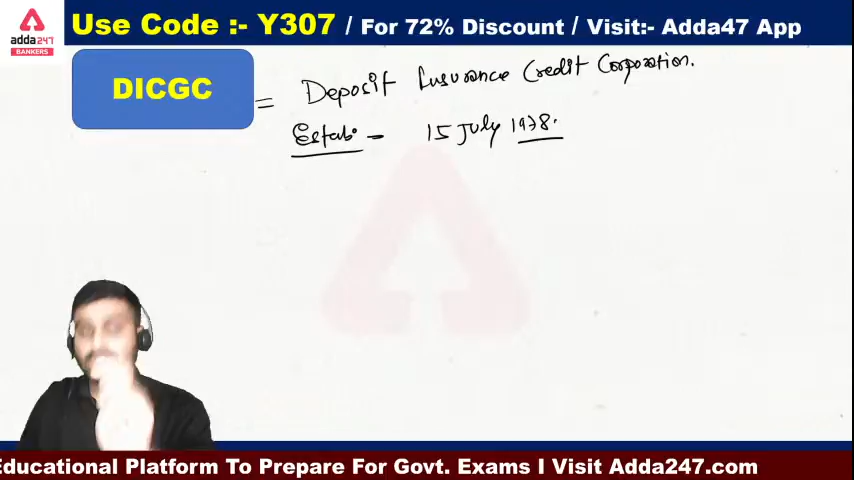 adda247
BANKERS
Use Code :- Y307 / For 72% Discount / Visit:- Adda47 App
DICGC
= Deposit Insurance Credit Corporation.
Estab. - 15 July 1978.
Educational Platform To Prepare For Govt. Exams I Visit Adda247.com